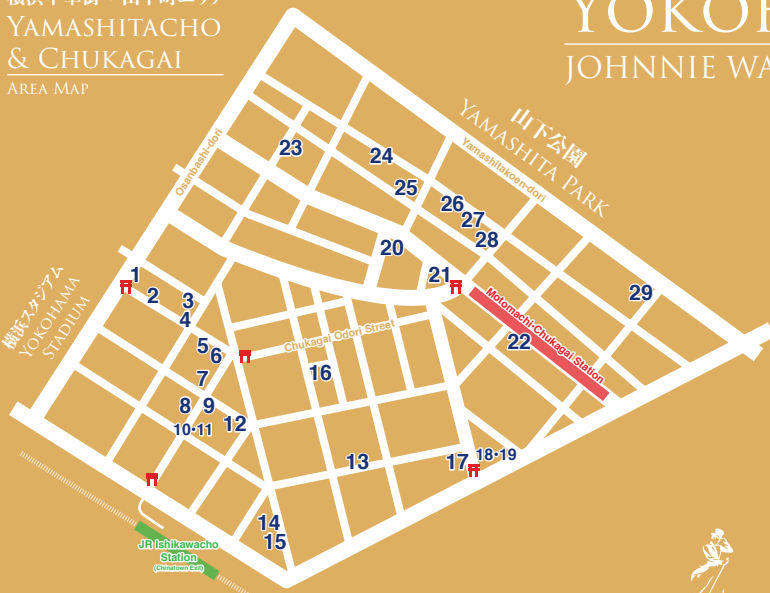 YAMASHITACHO
& CHUKAGAI
AREA MAP
JOHNNIE WA
山下公園
YAMASHITA PARK
Yamashitakoen-dori
Osanbashi-dori
横浜スタジアム
YOKOHAMA
STADIUM
Chukagai Odori Street
Motomachi-Chukagai Station
JR Ishikawacho
Station
(Chinatown Exit)
23
24
25
26
27
28
20
21
29
1
2
3
4
5
6
22
7
16
8
9
10•11
12
13
17
18•19
14
15